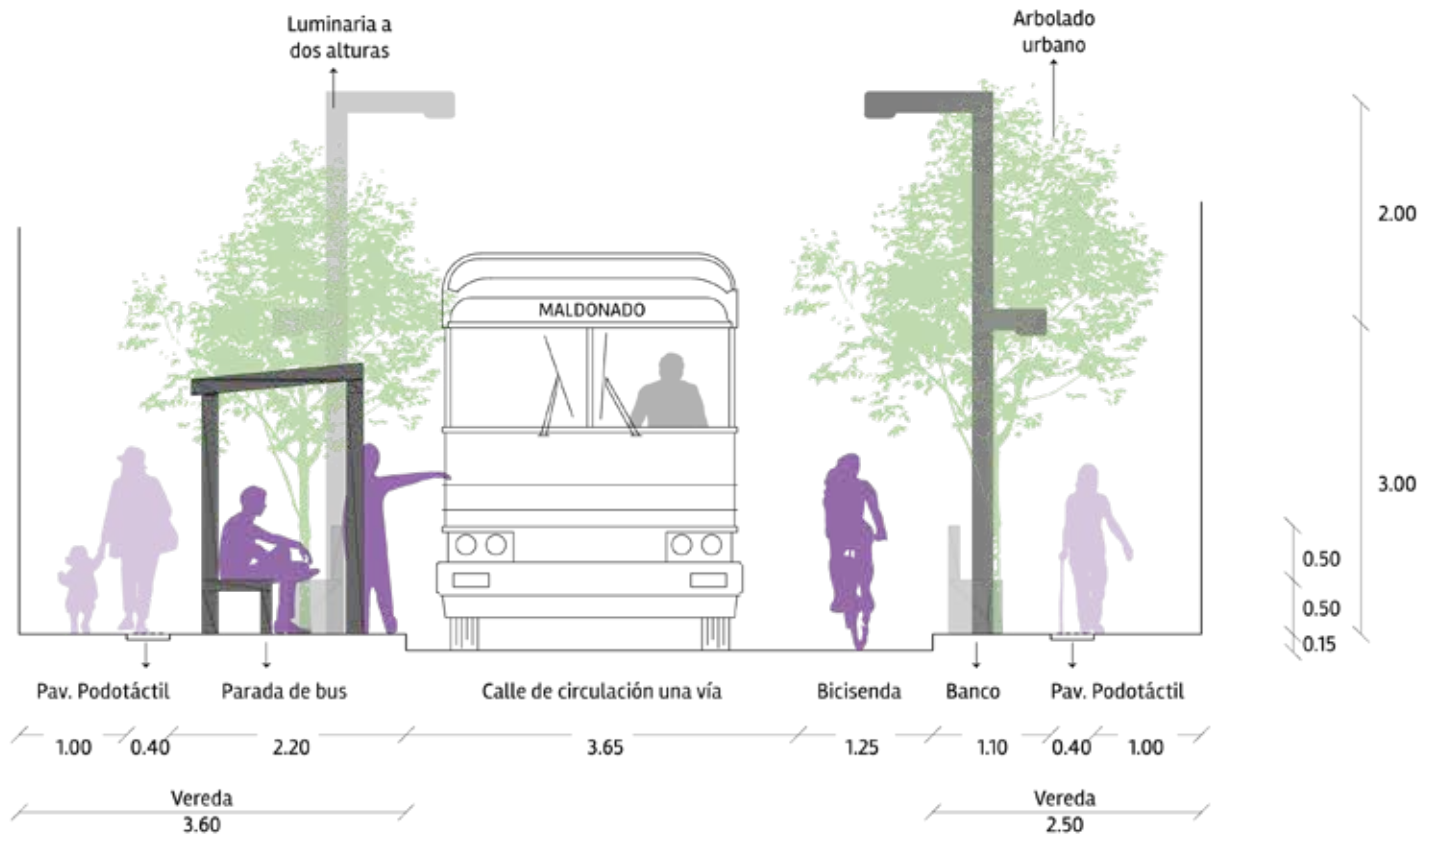 Luminaria a
dos alturas
Arbolado
urbano
2.00
MALDONADO
3.00
0.50
0.50
0.15
Pav. Podotáctil
Parada de bus
Calle de circulación una vía
Bicisenda
Banco
Pav. Podotáctil
1.00
0.40
2.20
3.65
1.25
1.10
0.40
1.00
Vereda
3.60
Vereda
2.50